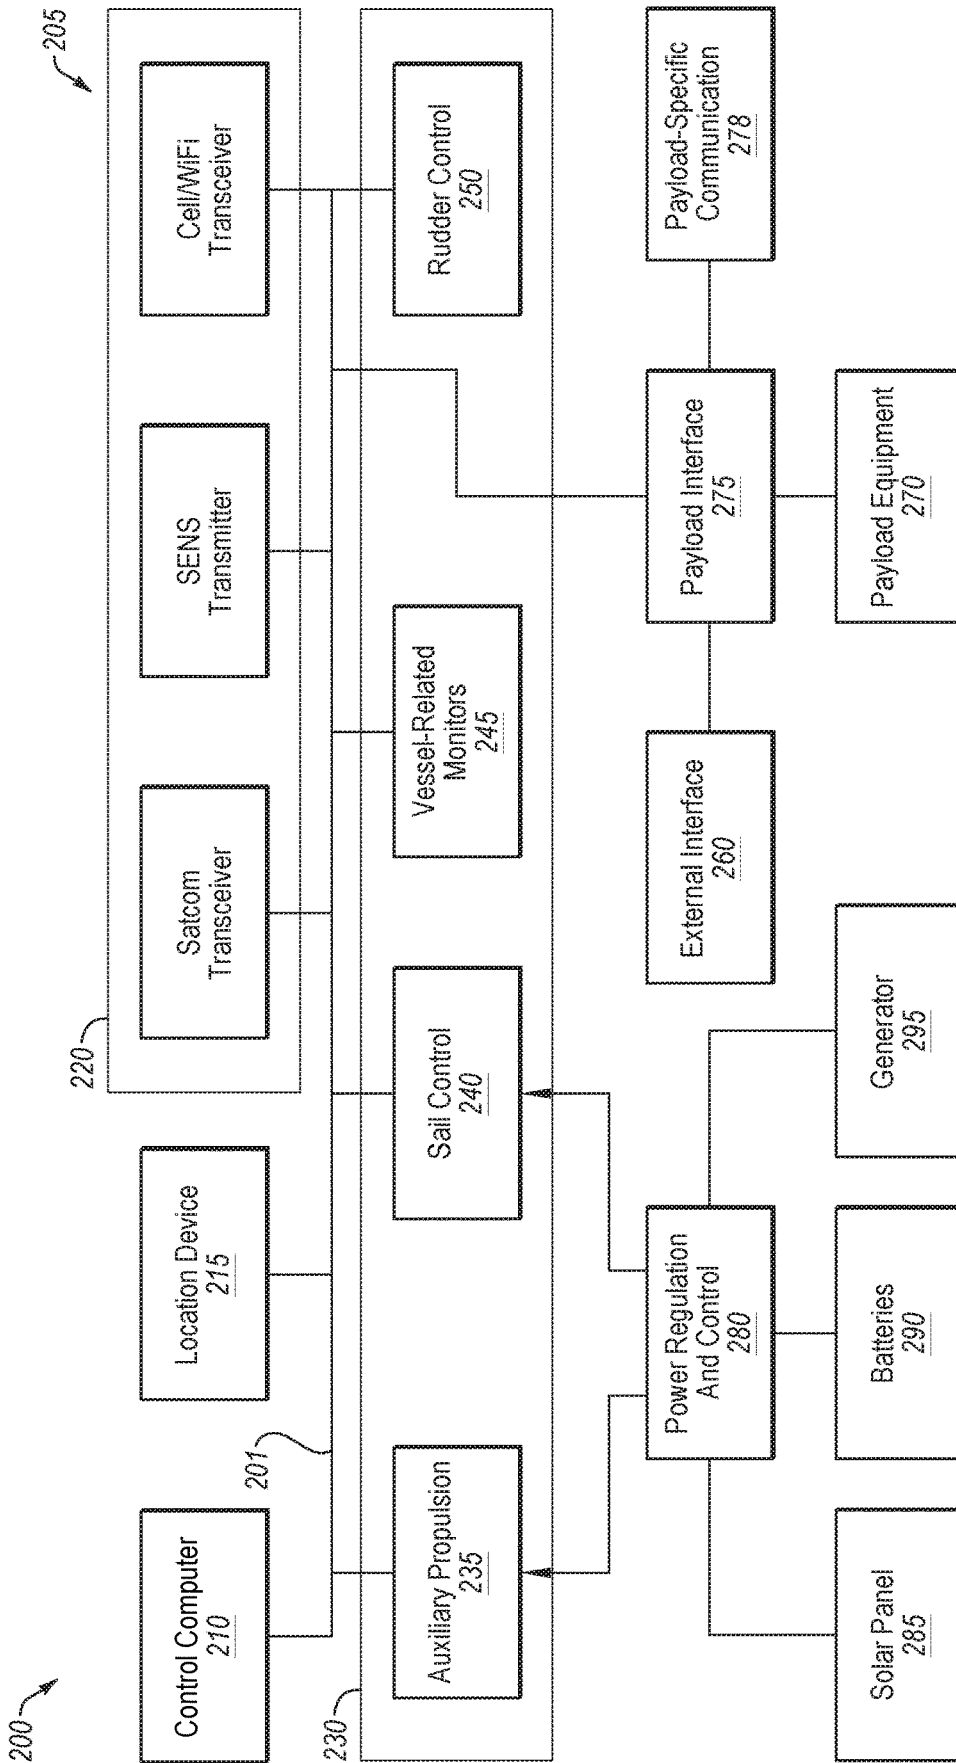 200
205
220
Control Computer
210
Location Device
215
Satcom
Transceiver
SENS
Transmitter
Cell/WiFi
Transceiver
201
230
Auxiliary Propulsion
235
Sail Control
240
Vessel-Related
Monitors
245
Rudder Control
250
Power Regulation
And Control
280
External Interface
260
Payload Interface
275
Payload-Specific
Communication
278
Solar Panel
285
Batteries
290
Generator
295
Payload Equipment
270